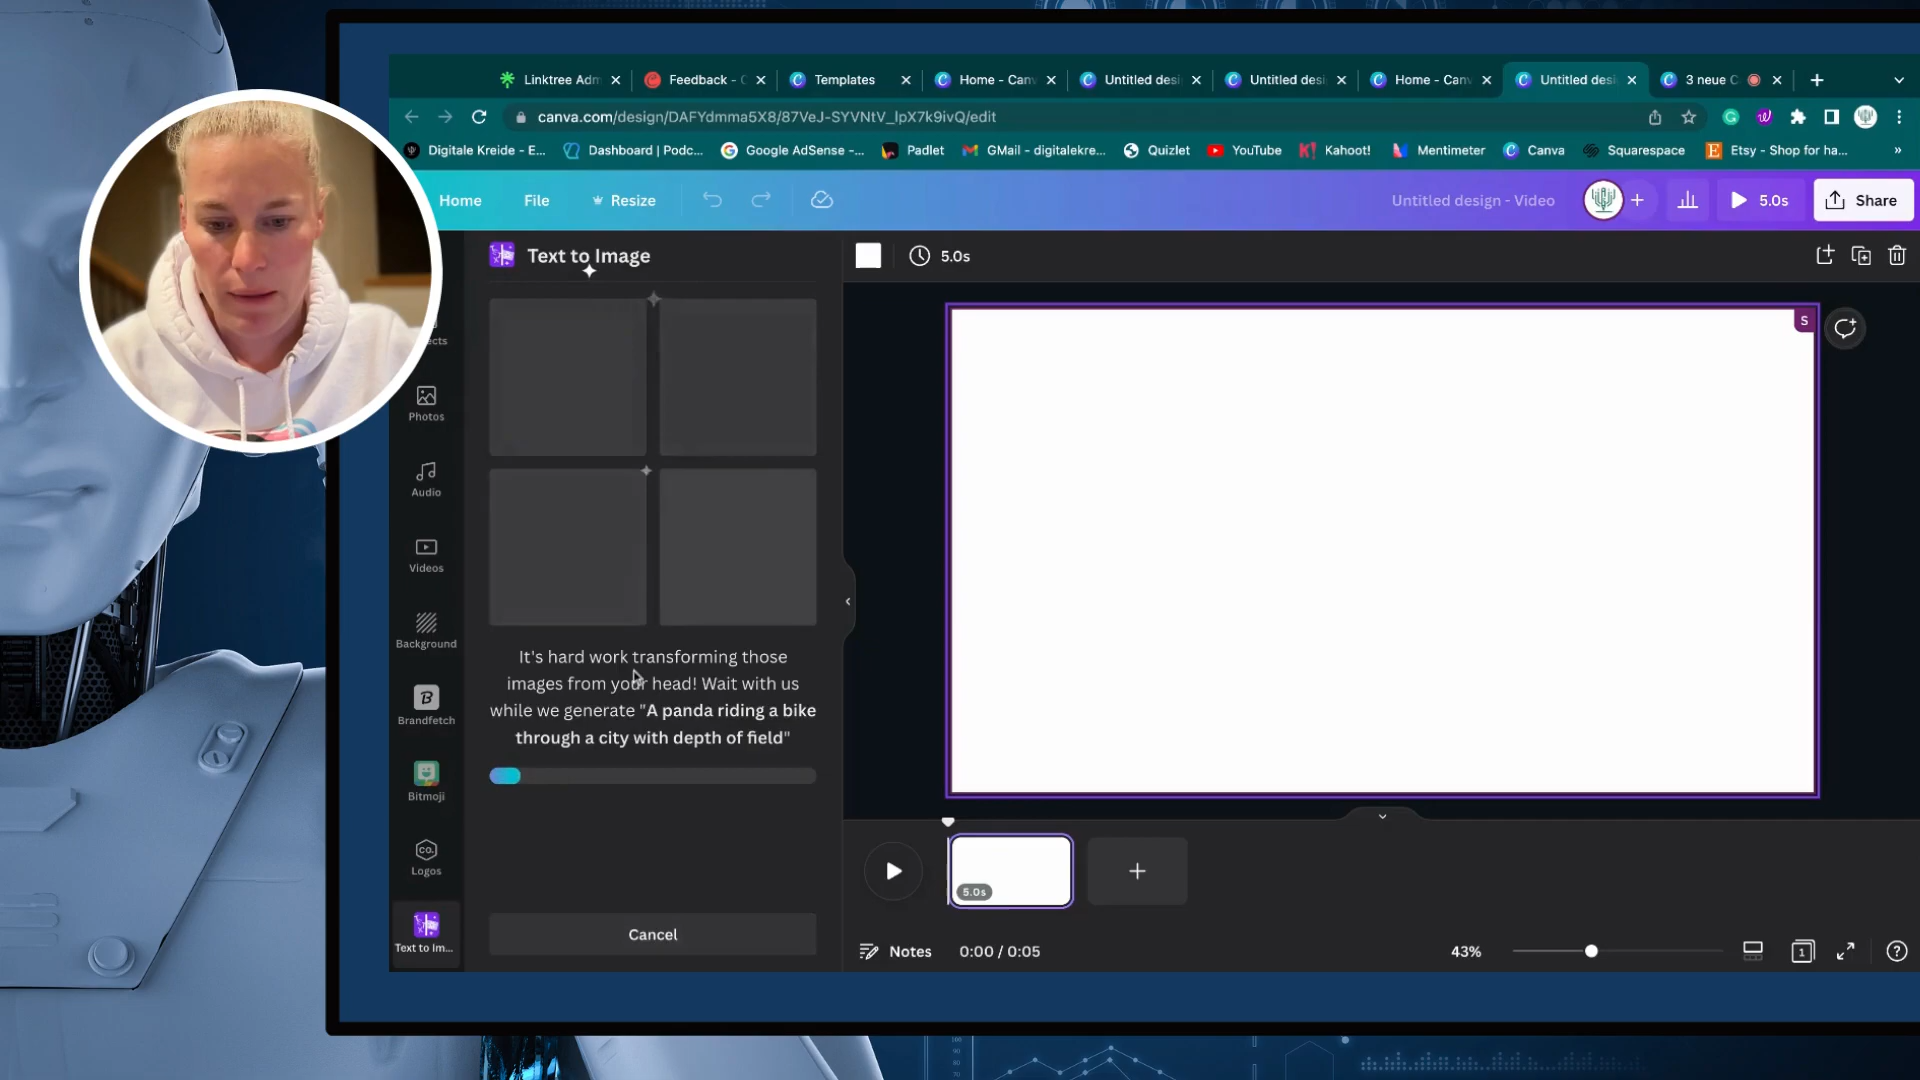 Linktree Adm
Feedback - C
Templates
Home - Canv
Untitled desi
Untitled desi
Home - Canv
Untitled desi
3 neue C
canva.com/design/DAFYdmma5X8/87VeJ-SYVNtV_lpX7k9ivQ/edit
Digitale Kreide - E...
Dashboard | Podc...
Google AdSense -...
Padlet
GMail - digitalekre...
Quizlet
YouTube
Kahoot!
Mentimeter
Canva
Squarespace
Etsy - Shop for ha...
Home
File
Resize
Untitled design - Video
5.0s
Share
Text to Image
5.0s
S
Photos
Audio
Videos
Background
Brandfetch
Bitmoji
CO.
Logos
Text to Im...
It's hard work transforming those
images from your head! Wait with us
while we generate "A panda riding a bike
through a city with depth of field"
Cancel
5.0s
Notes
0:00 / 0:05
43%
1